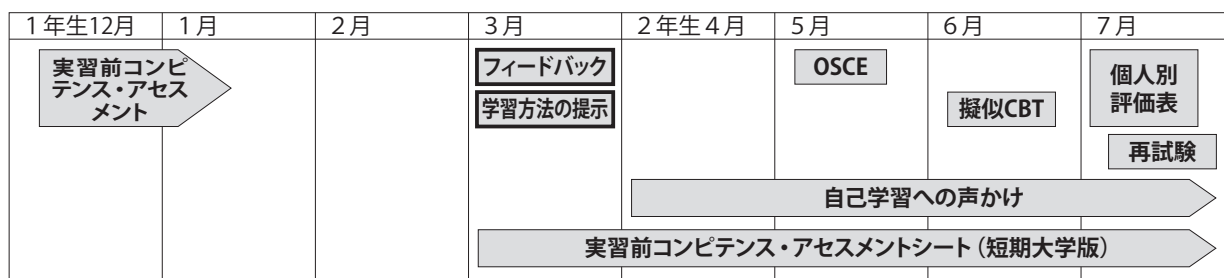 1年生12月
1月
2月
3月
2年生4月
5月
6月
7月
実習前コンピ
テンス・アセス
メント
フィードバック
学習方法の提示
OSCE
擬似CBT
個人別
評価表
再試験
自己学習への声かけ
実習前コンピテンス・アセスメントシート（短期大学版）